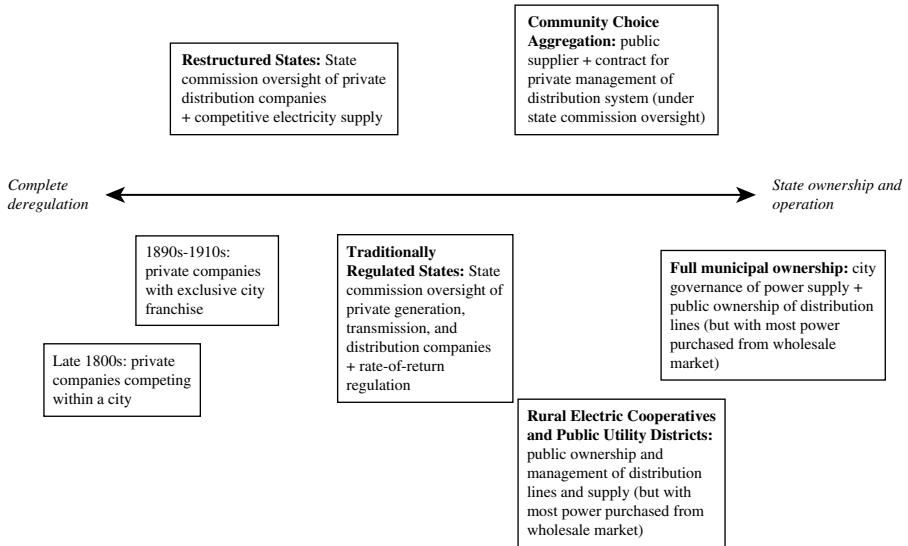 Community Choice
Aggregation: public
supplier + contract for
private management of
distribution system (under
state commission oversight)
Restructured States: State
commission oversight of private
distribution companies
+ competitive electricity supply
Complete
deregulation
State ownership and
operation
1890s-1910s:
private companies
with exclusive city
franchise
Traditionally
Regulated States: State
commission oversight of
private generation,
transmission, and
distribution companies
+ rate-of-return
regulation
Full municipal ownership: city
governance of power supply +
public ownership of distribution
lines (but with most power
purchased from wholesale
market)
Late 1800s: private
companies competing
within a city
Rural Electric Cooperatives
and Public Utility Districts:
public ownership and
management of distribution
lines and supply (but with
most power purchased from
wholesale market)